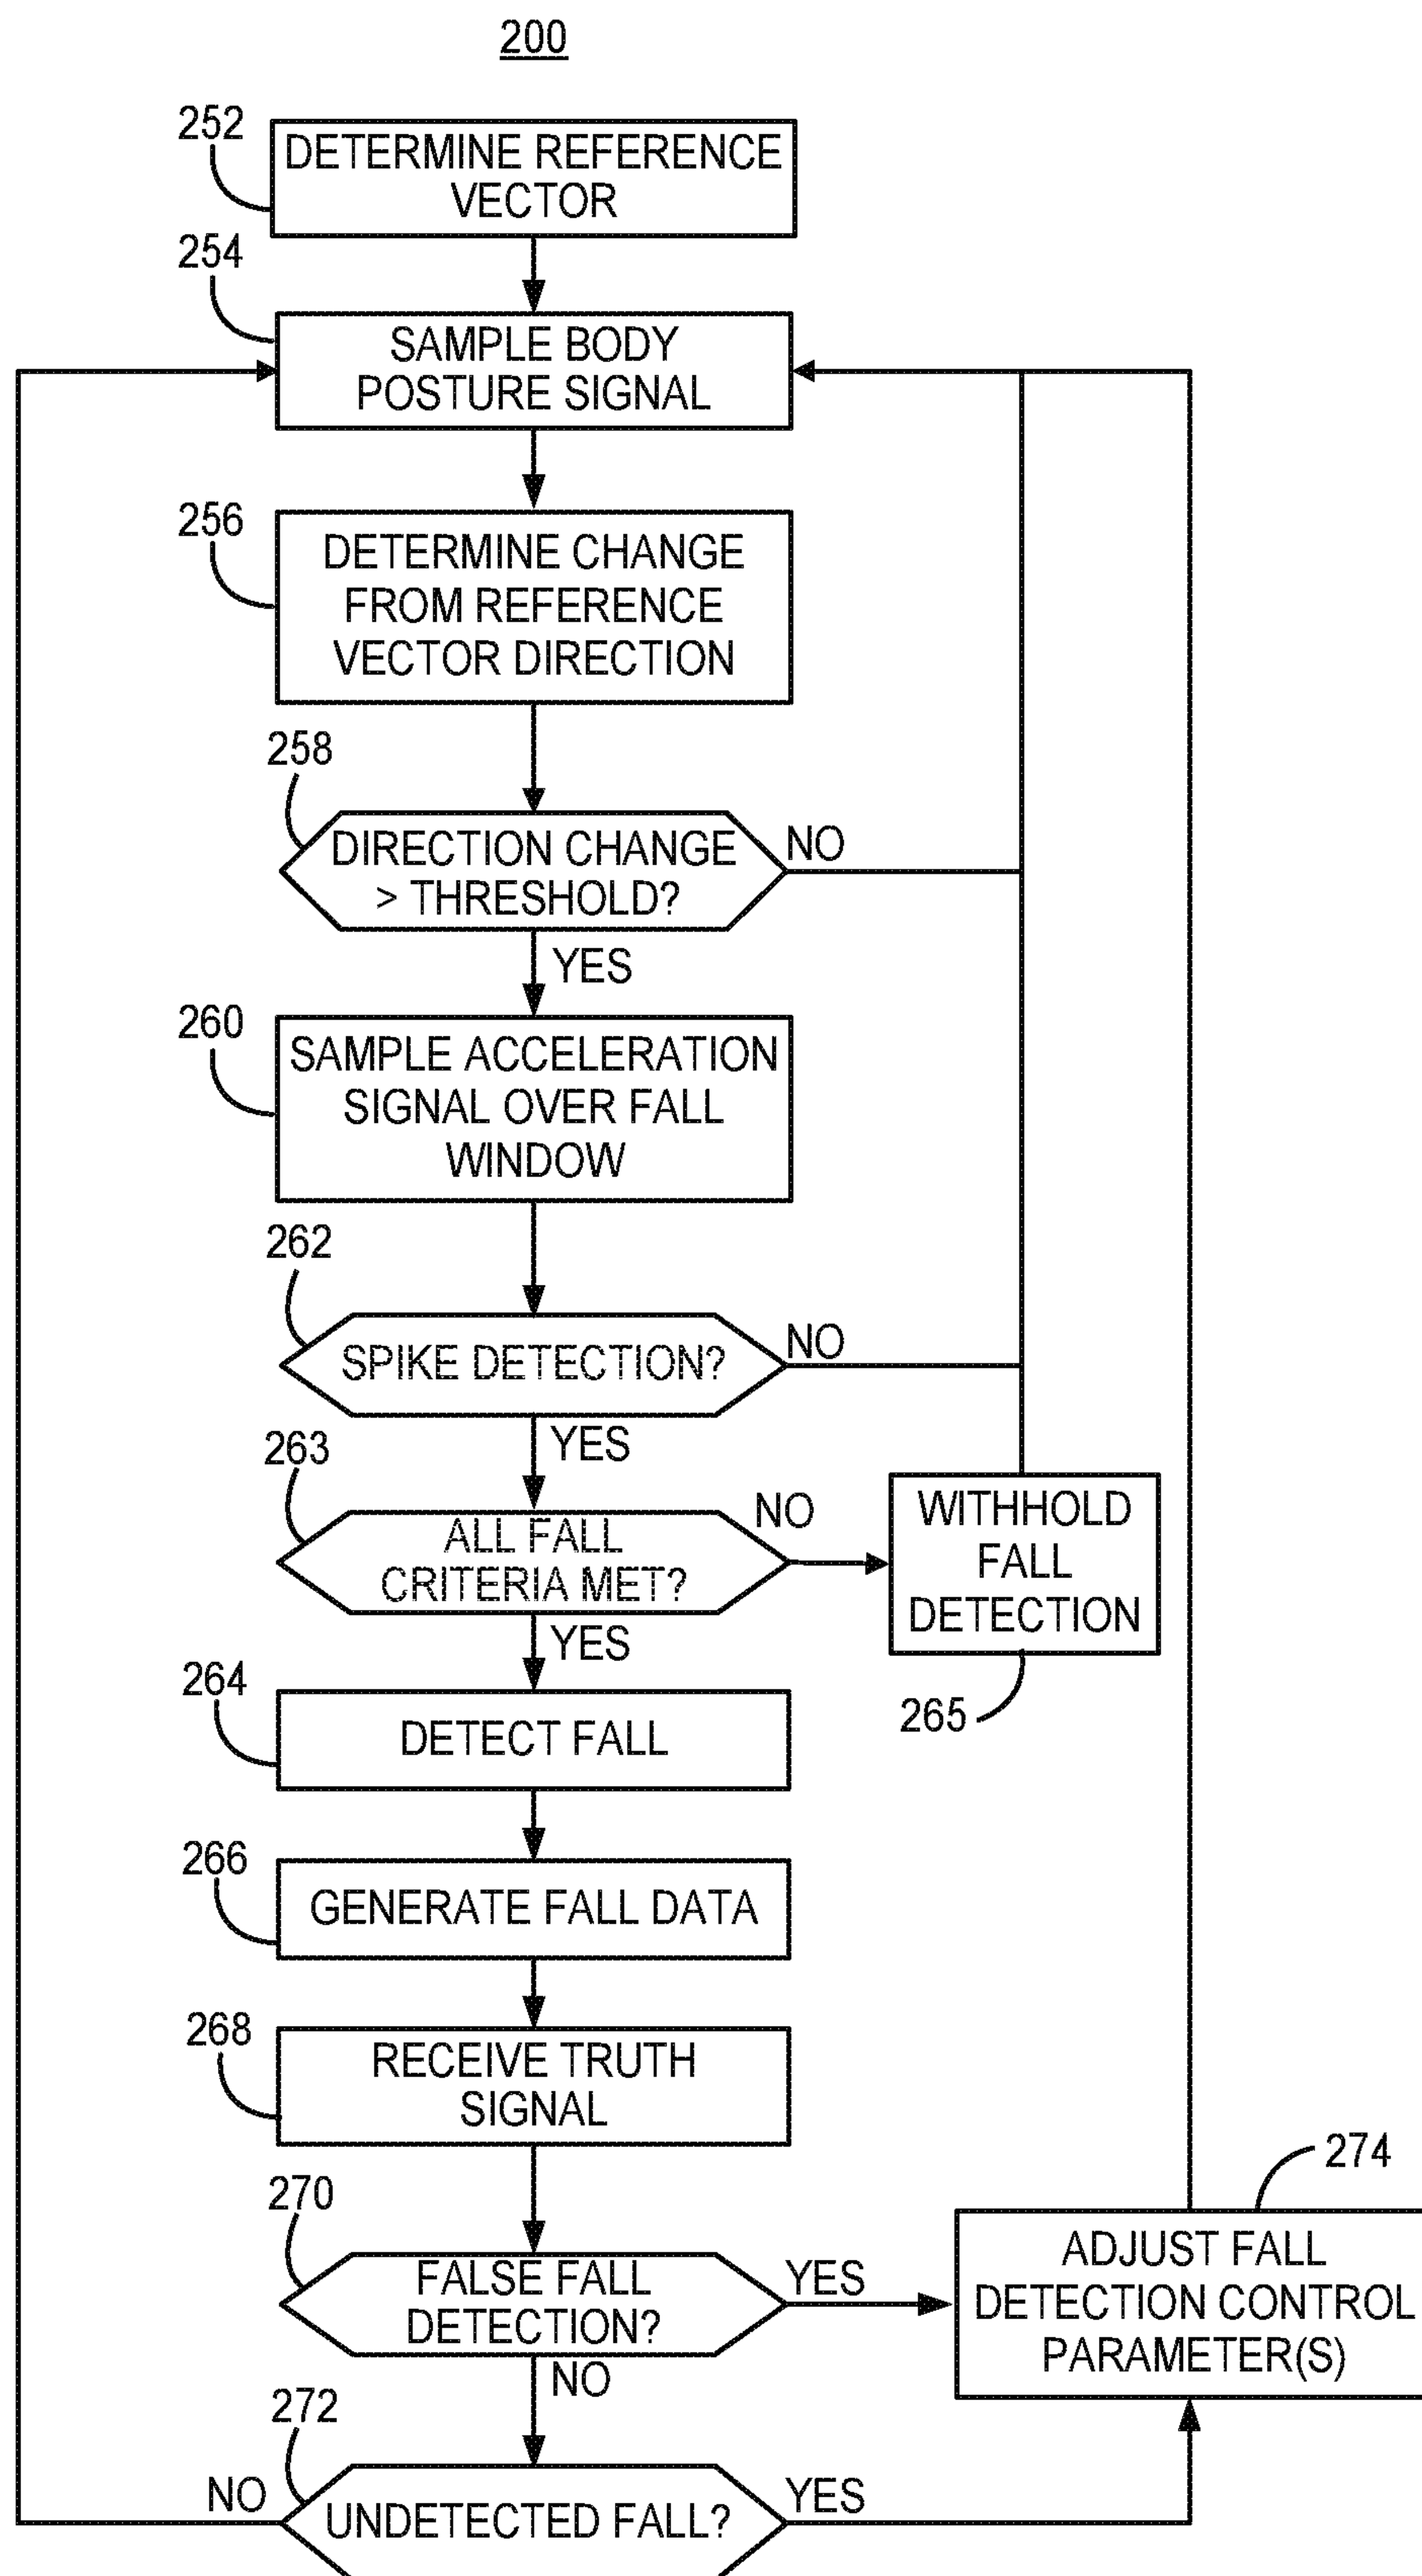 200
252
DETERMINE REFERENCE
VECTOR
254
SAMPLE BODY
POSTURE SIGNAL
256
DETERMINE CHANGE
FROM REFERENCE
VECTOR DIRECTION
258
DIRECTION CHANGE
> THRESHOLD?
NO
YES
260
SAMPLE ACCELERATION
SIGNAL OVER FALL
WINDOW
262
SPIKE DETECTION?
NO
YES
263
ALL FALL
CRITERIA MET?
NO
WITHHOLD
FALL
DETECTION
265
YES
264
DETECT FALL
266
GENERATE FALL DATA
268
RECEIVE TRUTH
SIGNAL
270
FALSE FALL
DETECTION?
YES
274
ADJUST FALL
DETECTION CONTROL
PARAMETER(S)
NO
272
NO
UNDETECTED FALL?
YES